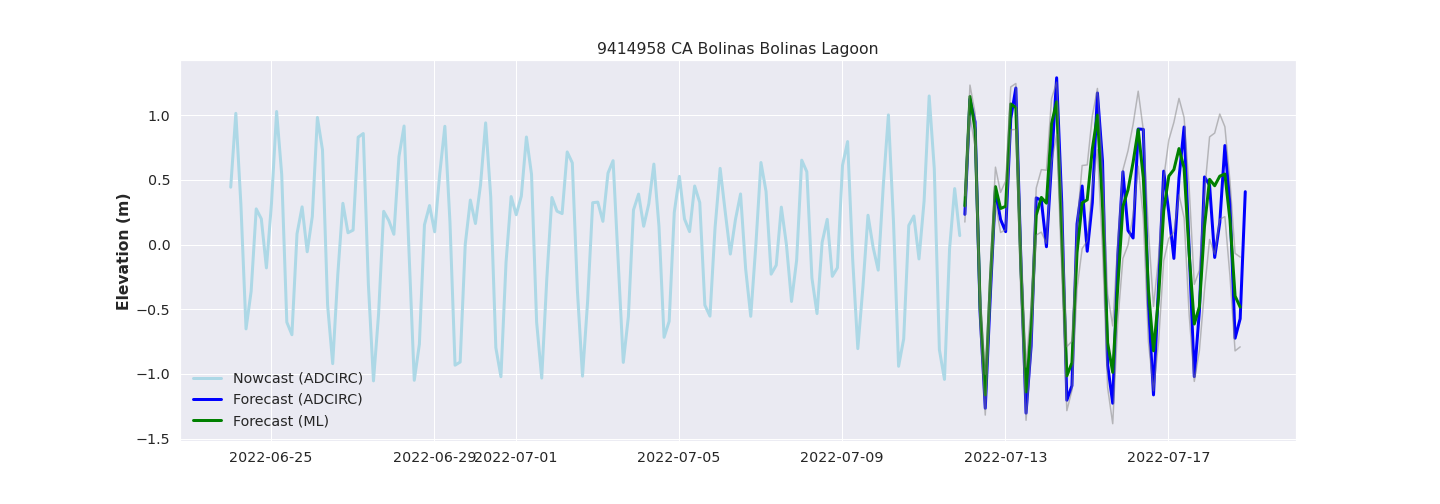 9414958 CA Bolinas Bolinas Lagoon
Elevation (m)
1.0
0.5
0.0
−0.5
−1.0
−1.5
Nowcast (ADCIRC)
Forecast (ADCIRC)
Forecast (ML)
2022-06-25 2022-06-29 2022-07-01 2022-07-05 2022-07-09 2022-07-13 2022-07-17